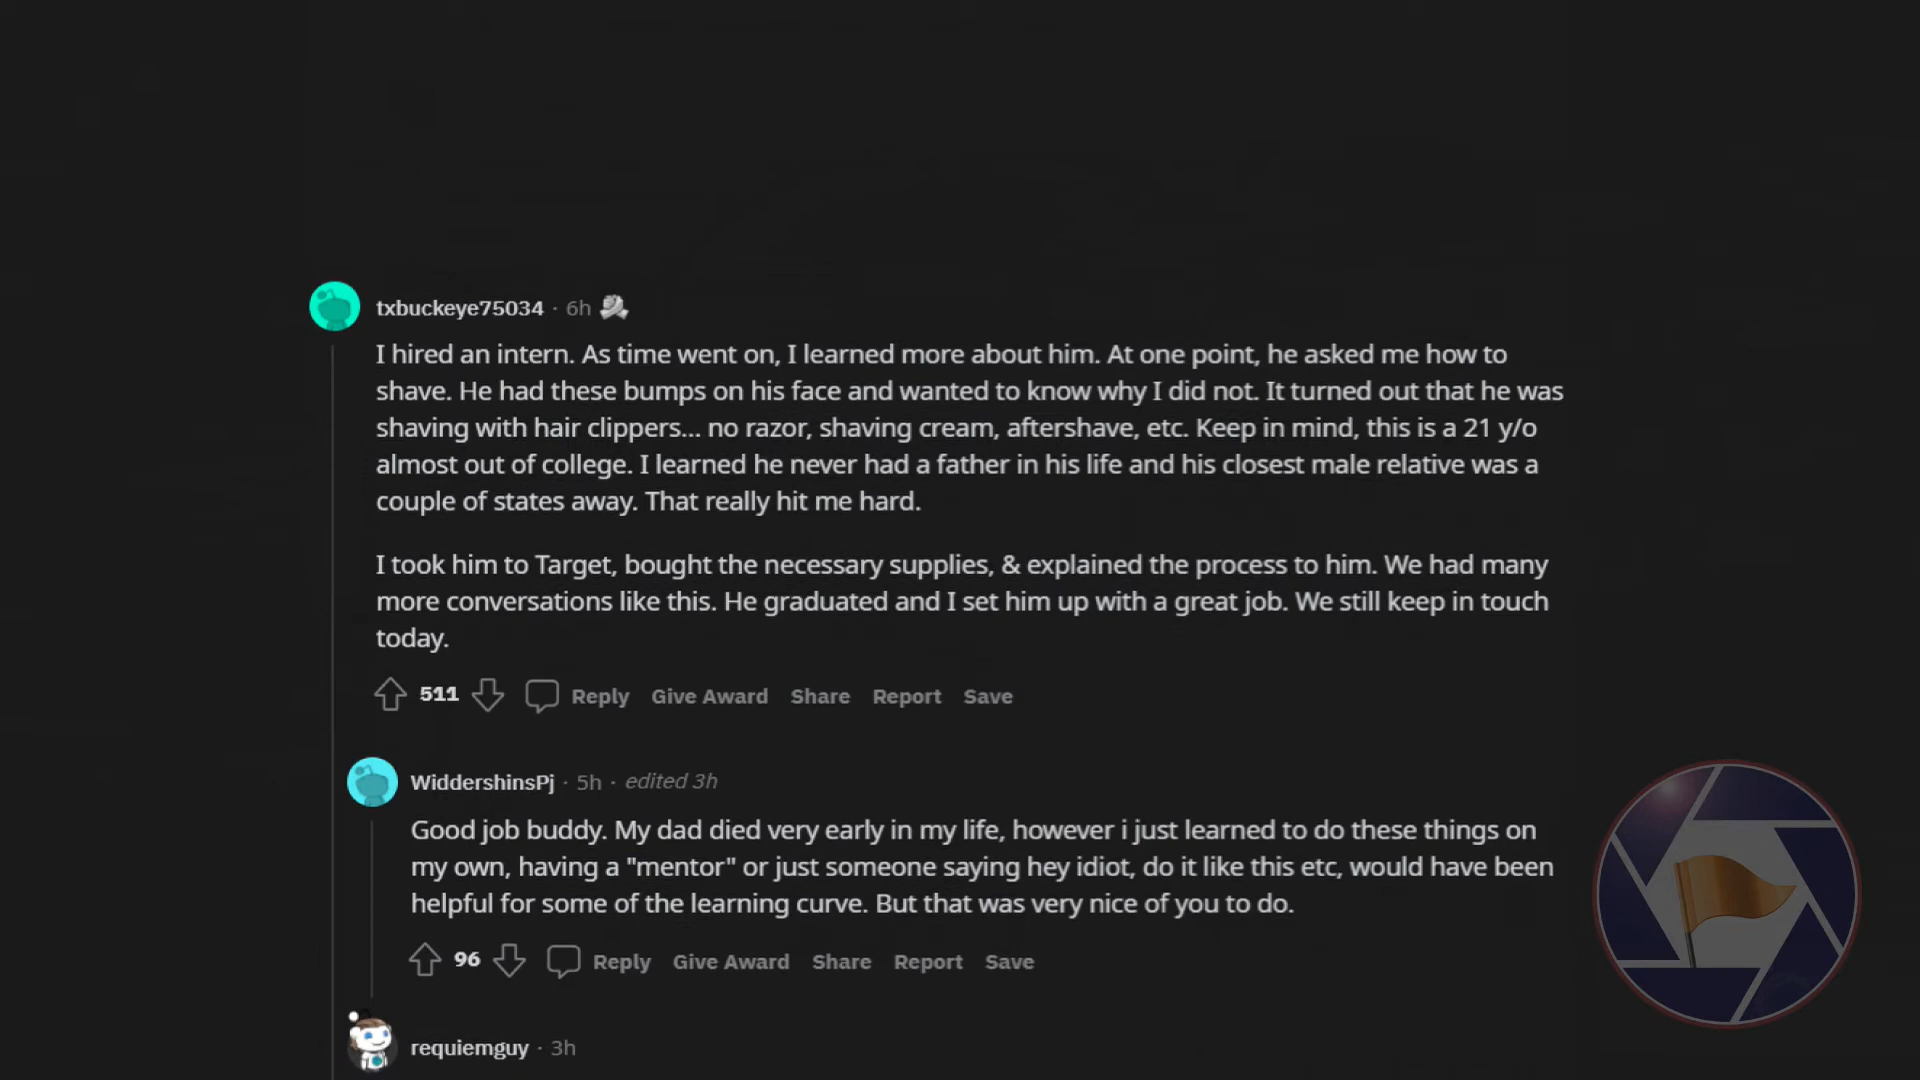 txbuckeye75034 · 6h
I hired an intern. As time went on, I learned more about him. At one point, he asked me how to
shave. He had these bumps on his face and wanted to know why I did not. It turned out that he was
shaving with hair clippers... no razor, shaving cream, aftershave, etc. Keep in mind, this is a 21 y/o
almost out of college. I learned he never had a father in his life and his closest male relative was a
couple of states away. That really hit me hard.
I took him to Target, bought the necessary supplies, & explained the process to him. We had many
more conversations like this. He graduated and I set him up with a great job. We still keep in touch
today.
511 Reply Give Award Share Report Save
WiddershinsPj · 5h · edited 3h
Good job buddy. My dad died very early in my life, however i just learned to do these things on
my own, having a "mentor" or just someone saying hey idiot, do it like this etc, would have been
helpful for some of the learning curve. But that was very nice of you to do.
96 Reply Give Award Share Report Save
requiemguy · 3h